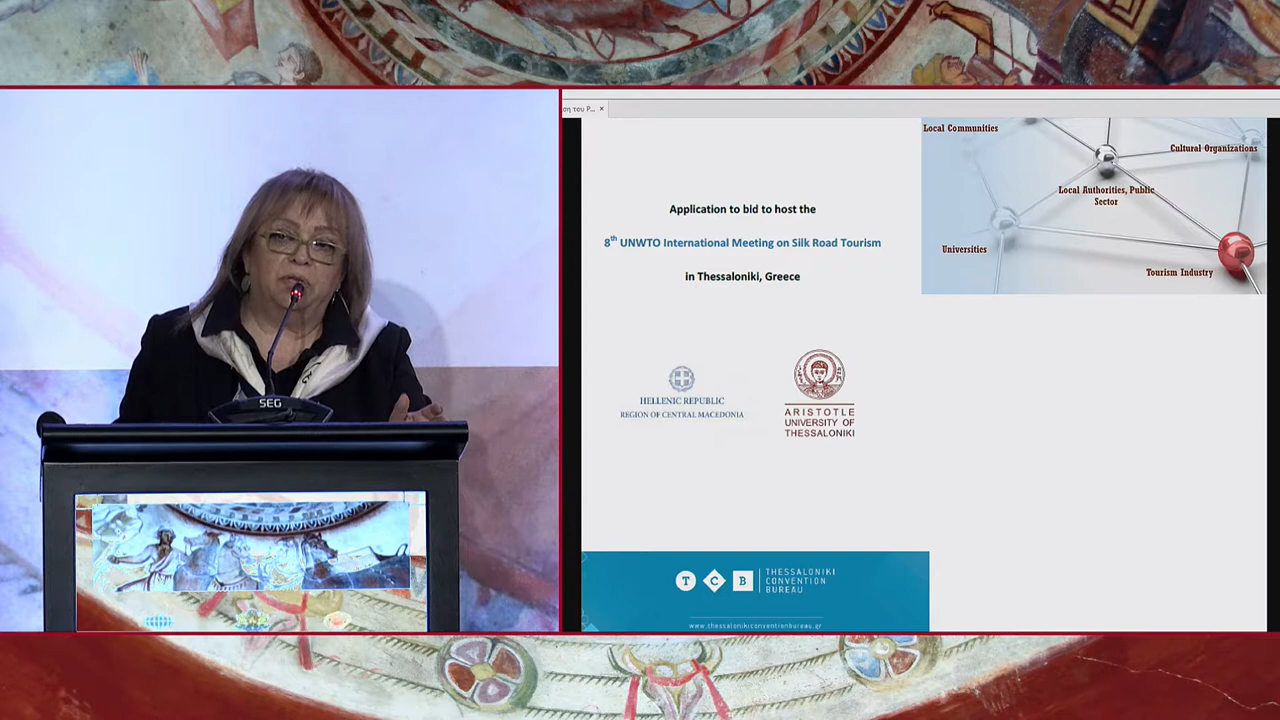 SEG
ση του P... ×
Application to bid to host the
8th UNWTO International Meeting on Silk Road Tourism
in Thessaloniki, Greece
HELLENIC REPUBLIC
REGION OF CENTRAL MACEDONIA
ARISTOTLE
UNIVERSITY OF
THESSALONIKI
T C B
THESSALONIKI
CONVENTION
BUREAU
www.thessalonikiconventionbureau.gr
Local Communities
Cultural Organizations
Local Authorities, Public
Sector
Universities
Tourism Industry